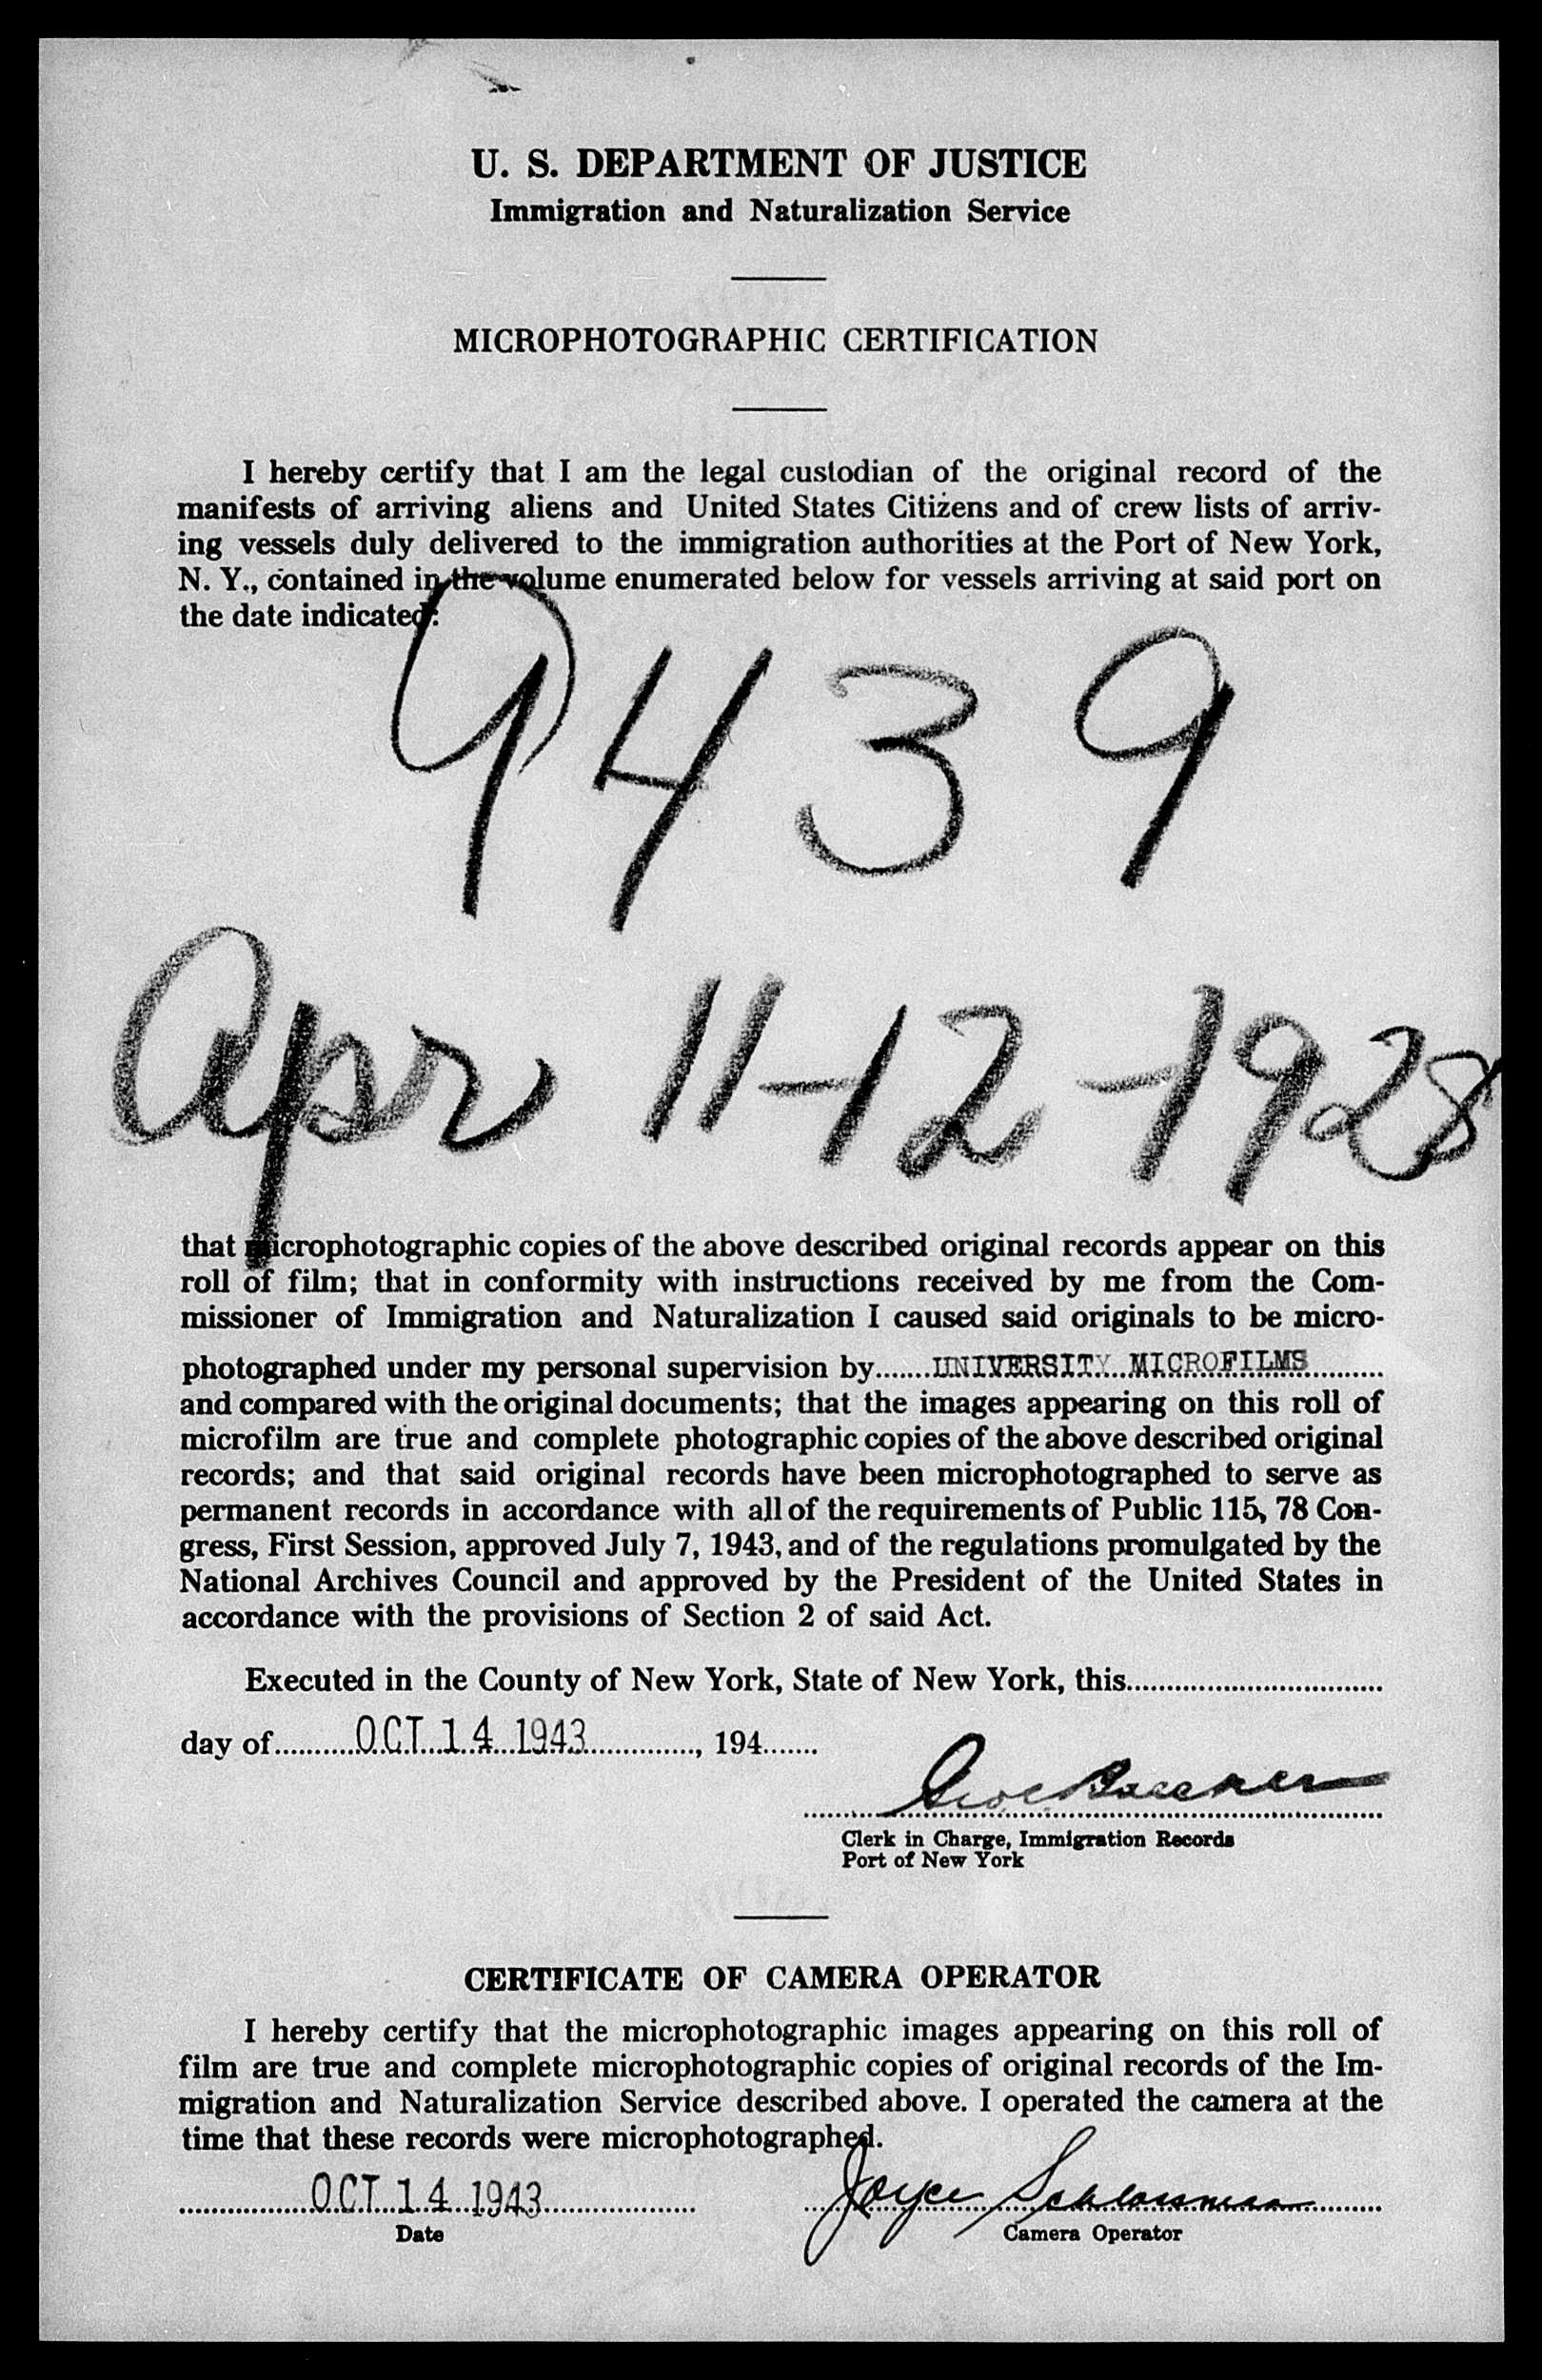 U. S. DEPARTMENT OF JUSTICE
Immigration and Naturalization Service
MICROPHOTOGRAPHIC CERTIFICATION
I hereby certify that I am the legal custodian of the original record of the
manifests of arriving aliens and United States Citizens and of crew lists of arriv-
ing vessels duly delivered to the immigration authorities at the Port of New York,
N. Y., contained in the volume enumerated below for vessels arriving at said port on
the date indicated:
9439
Apr 11-12-1928
that microphotographic copies of the above described original records appear on this
roll of film; that in conformity with instructions received by me from the Com-
missioner of Immigration and Naturalization I caused said originals to be micro-
photographed under my personal supervision by.......UNIVERSITY MICROFILMS..........
and compared with the original documents; that the images appearing on this roll of
microfilm are true and complete photographic copies of the above described original
records; and that said original records have been microphotographed to serve as
permanent records in accordance with all of the requirements of Public 115, 78 Con-
gress, First Session, approved July 7, 1943, and of the regulations promulgated by the
National Archives Council and approved by the President of the United States in
accordance with the provisions of Section 2 of said Act.
Executed in the County of New York, State of New York, this................................
day of..........OCT 14 1943.............., 194.......
Clerk in Charge, Immigration Records
Port of New York
CERTIFICATE OF CAMERA OPERATOR
I hereby certify that the microphotographic images appearing on this roll of
film are true and complete microphotographic copies of original records of the Im-
migration and Naturalization Service described above. I operated the camera at the
time that these records were microphotographed.
OCT 14 1943 Joyce Schlossman
Date Camera Operator